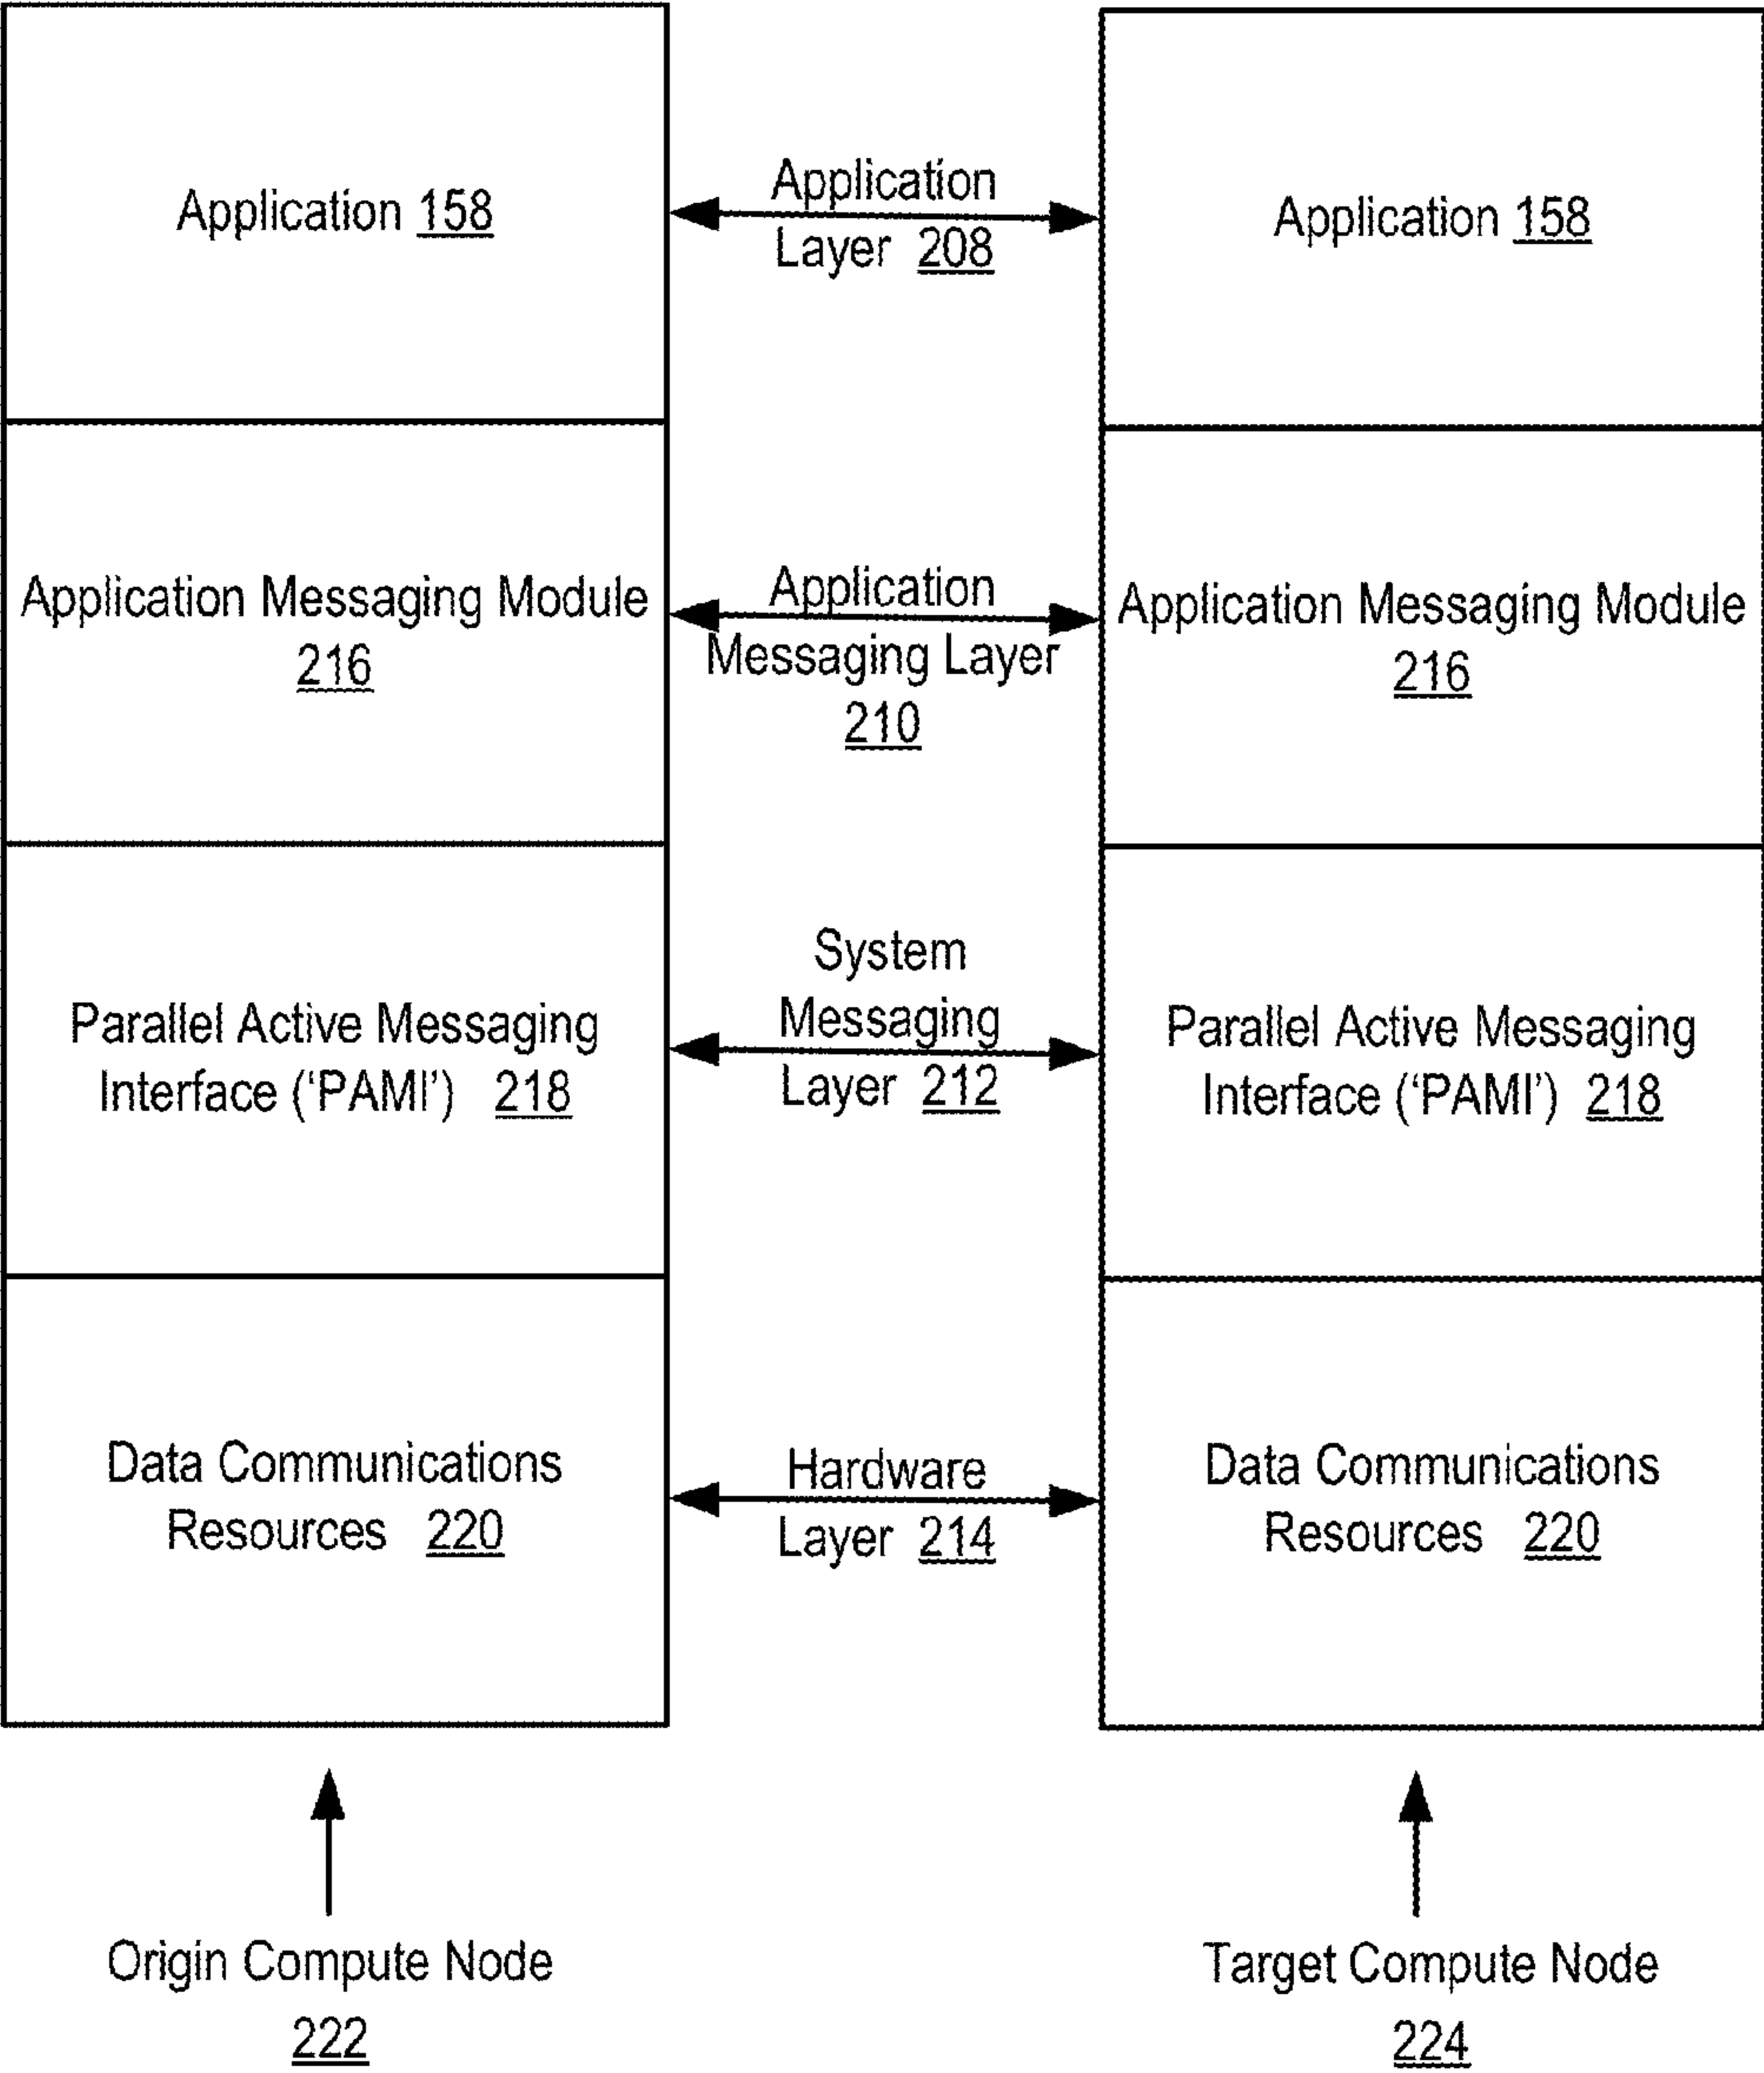 Application 158
Application
Layer 208
Application 158
Application Messaging Module
216
Application
Messaging Layer
210
Application Messaging Module
216
Parallel Active Messaging
Interface (‘PAMI’) 218
System
Messaging
Layer 212
Parallel Active Messaging
Interface (‘PAMI’) 218
Data Communications
Resources 220
Hardware
Layer 214
Data Communications
Resources 220
Origin Compute Node
222
Target Compute Node
224